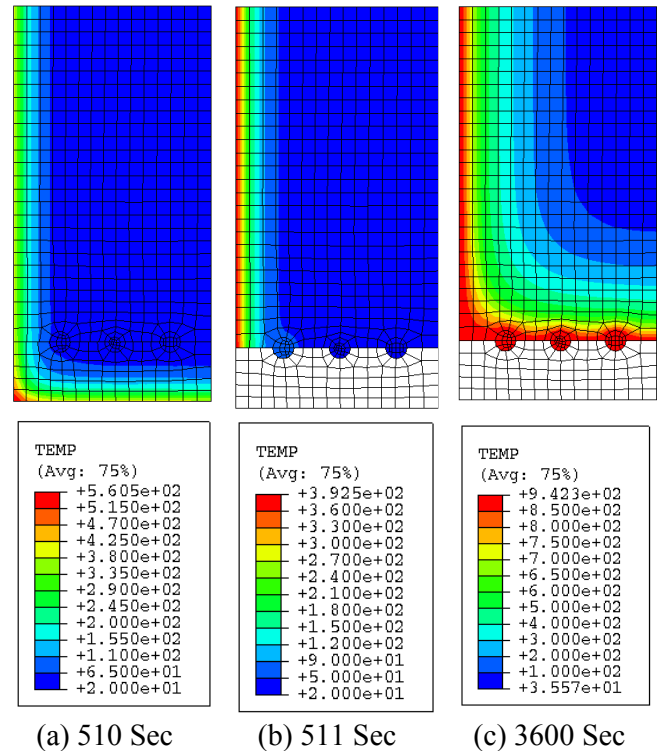 TEMP
(Avg: 75%)
+5.605e+02
+5.150e+02
+4.700e+02
+4.250e+02
+3.800e+02
+3.350e+02
+2.900e+02
+2.450e+02
+2.000e+02
+1.550e+02
+1.100e+02
+6.500e+01
+2.000e+01
TEMP
(Avg: 75%)
+3.925e+02
+3.600e+02
+3.300e+02
+3.000e+02
+2.700e+02
+2.400e+02
+2.100e+02
+1.800e+02
+1.500e+02
+1.200e+02
+9.000e+01
+5.000e+01
+2.000e+01
TEMP
(Avg: 75%)
+9.423e+02
+8.500e+02
+8.000e+02
+7.500e+02
+7.000e+02
+6.500e+02
+6.000e+02
+5.000e+02
+4.000e+02
+3.000e+02
+2.000e+02
+1.000e+02
+3.557e+01
(a) 510 Sec
(b) 511 Sec
(c) 3600 Sec